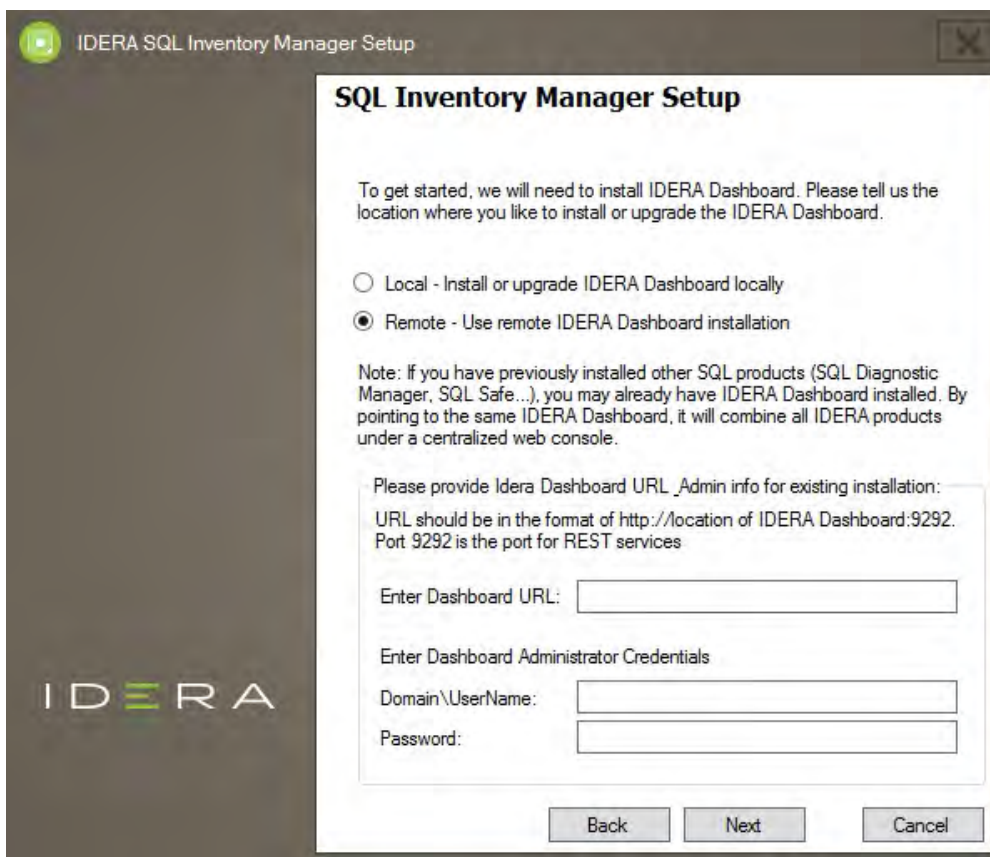 IDERA SQL Inventory Manager Setup
SQL Inventory Manager Setup
To get started, we will need to install IDERA Dashboard. Please tell us the
location where you like to install or upgrade the IDERA Dashboard.
Local - Install or upgrade IDERA Dashboard locally
Remote - Use remote IDERA Dashboard installation
Note: If you have previously installed other SQL products (SQL Diagnostic
Manager, SQL Safe...), you may already have IDERA Dashboard installed. By
pointing to the same IDERA Dashboard, it will combine all IDERA products
under a centralized web console.
Please provide Idera Dashboard URL _Admin info for existing installation:
URL should be in the format of http://location of IDERA Dashboard:9292.
Port 9292 is the port for REST services
Enter Dashboard URL:
Enter Dashboard Administrator Credentials
Domain\UserName:
Password:
IDERA
Back Next Cancel